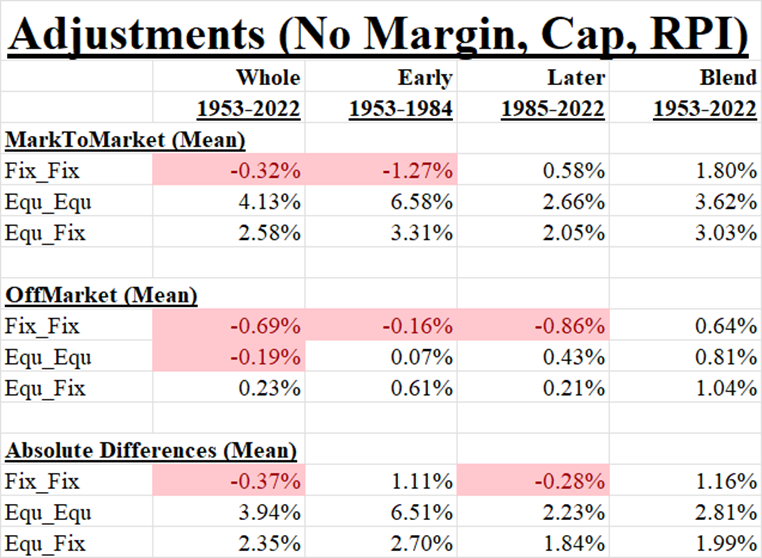 Adjustments (No Margin, Cap, RPI)
Whole Early Later Blend
1953-2022 1953-1984 1985-2022 1953-2022
MarkToMarket (Mean)
Fix_Fix -0.32% -1.27% 0.58% 1.80%
Equ_Equ 4.13% 6.58% 2.66% 3.62%
Equ_Fix 2.58% 3.31% 2.05% 3.03%
OffMarket (Mean)
Fix_Fix -0.69% -0.16% -0.86% 0.64%
Equ_Equ -0.19% 0.07% 0.43% 0.81%
Equ_Fix 0.23% 0.61% 0.21% 1.04%
Absolute Differences (Mean)
Fix_Fix -0.37% 1.11% -0.28% 1.16%
Equ_Equ 3.94% 6.51% 2.23% 2.81%
Equ_Fix 2.35% 2.70% 1.84% 1.99%